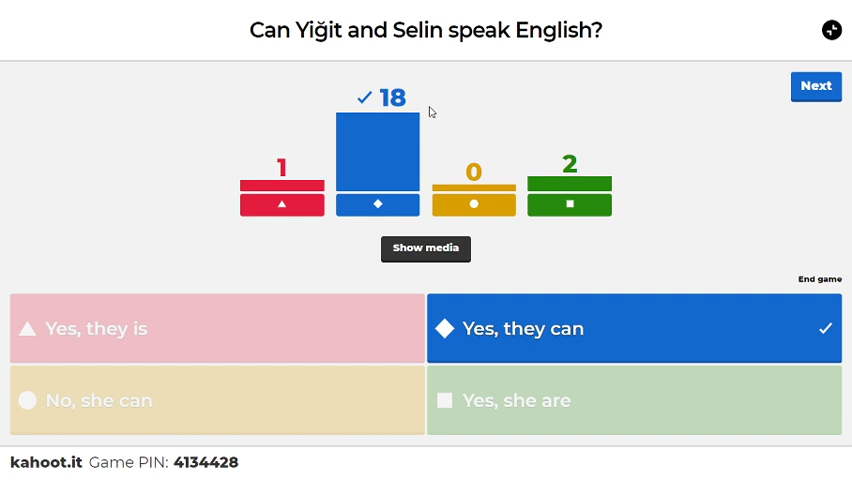 Can Yiğit and Selin speak English?
Next
18
1
0
2
Show media
End game
Yes, they is
Yes, they can
No, she can
Yes, she are
kahoot.it Game PIN: 4134428